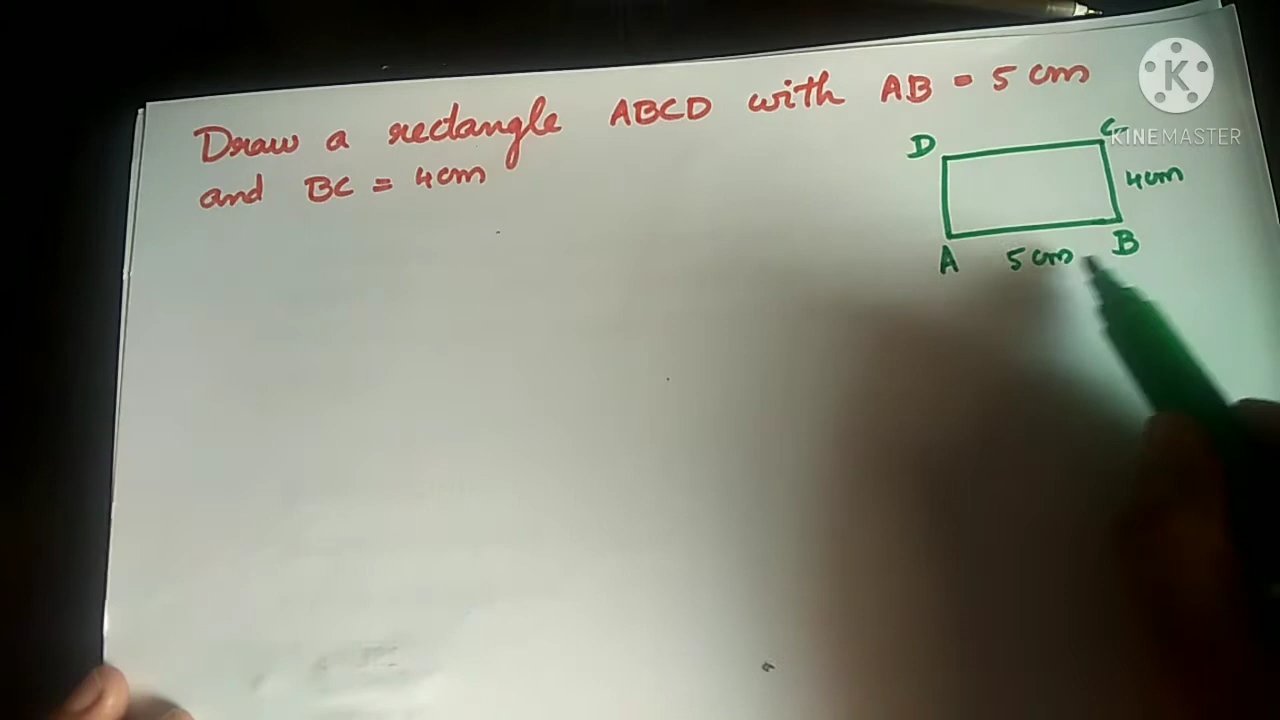 Draw a rectangle ABCD with AB = 5 cm
and BC = 4cm
K
KINEMASTER
D C
4cm
A 5 cm B